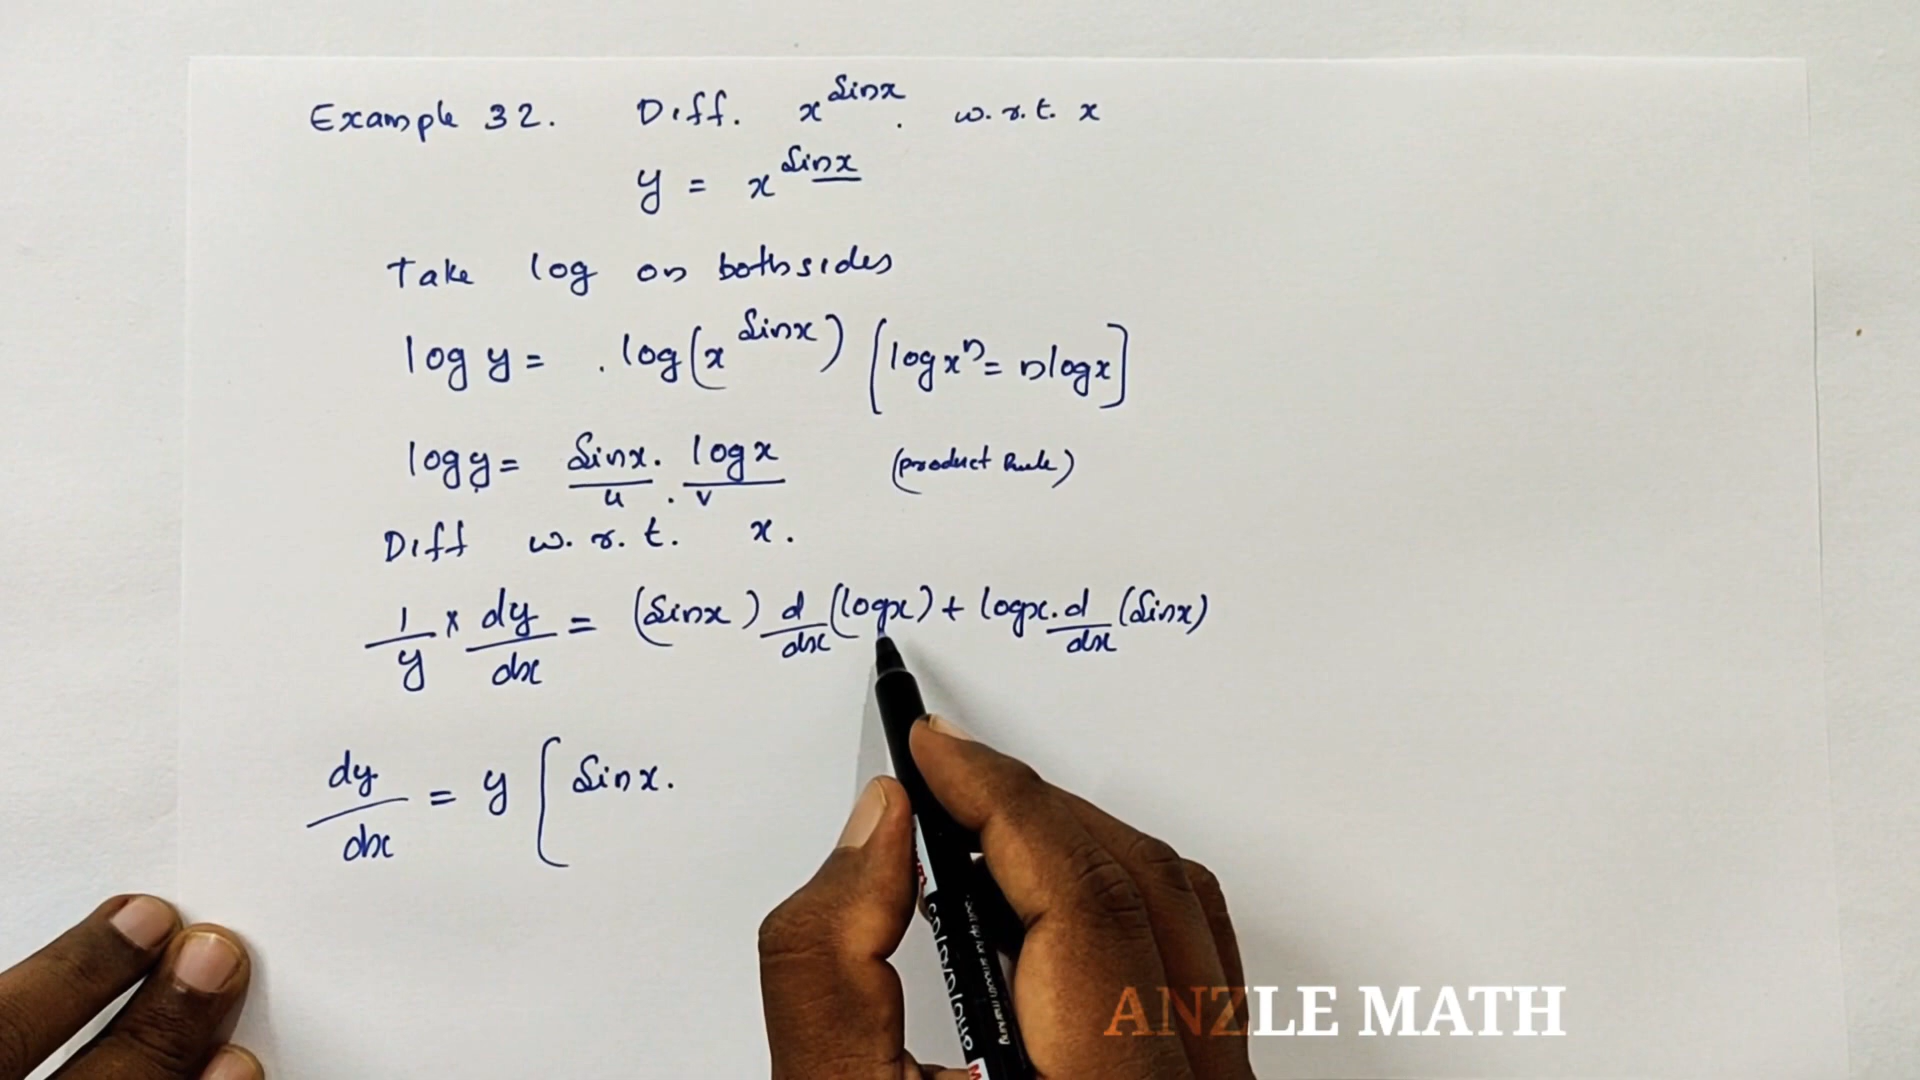 Example 32. Diff. x^sinx. w.r.t. x
y = x^sinx
Take log on bothsides
log y = . log(x^sinx) [log x^n = n log x]
log y = sinx . log x (product Rule)
u . v
Diff w.r.t. x.
1/y × dy/dx = (sinx) d/dx (logx) + logx . d/dx (sinx)
dy/dx = y [ sinx.
ANZLE MATH